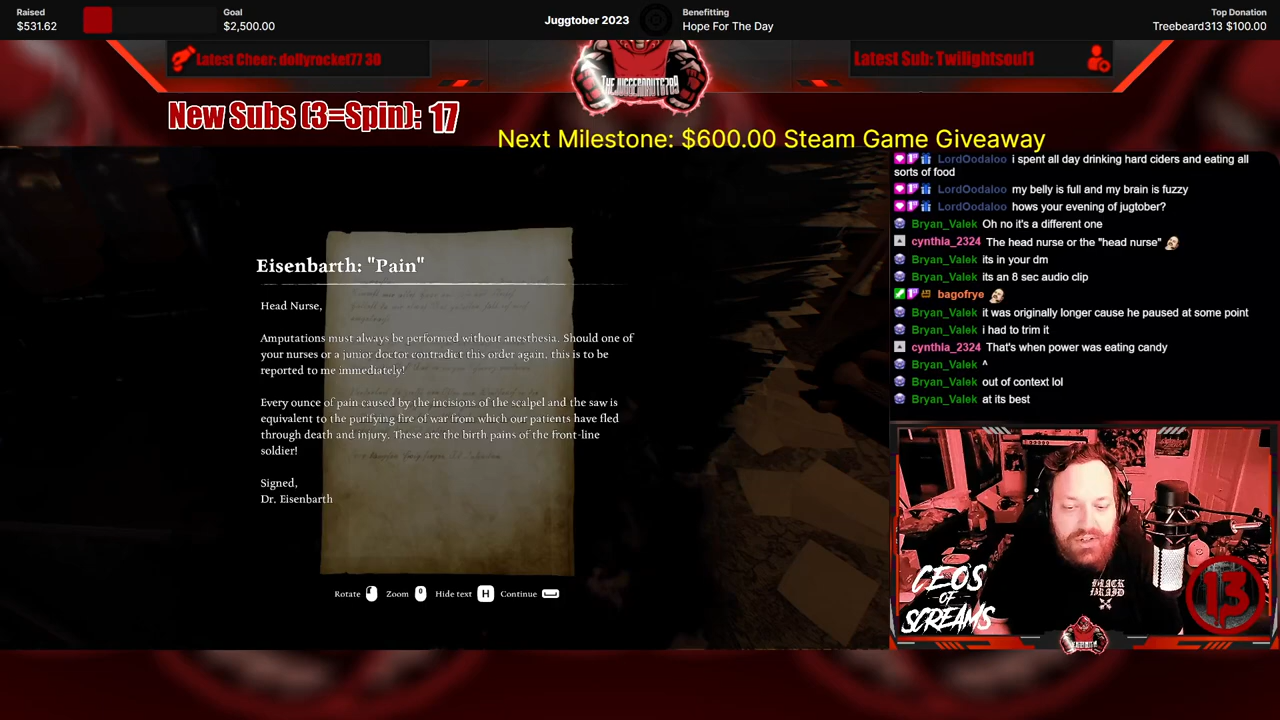 Raised
$531.62
Goal
$2,500.00
Juggtober 2023
Benefitting
Hope For The Day
Top Donation
Treebeard313 $100.00
Latest Cheer: dollyrocket77 30
THEJUGGERNAUT6789
Latest Sub: Twilightsouf1
New Subs (3=Spin): 17
Next Milestone: $600.00 Steam Game Giveaway
LordOodaloo i spent all day drinking hard ciders and eating all
sorts of food
LordOodaloo my belly is full and my brain is fuzzy
LordOodaloo hows your evening of jugtober?
Bryan_Valek Oh no it's a different one
cynthia_2324 The head nurse or the "head nurse"
Bryan_Valek its in your dm
Bryan_Valek its an 8 sec audio clip
bagofrye
Bryan_Valek it was originally longer cause he paused at some point
Bryan_Valek i had to trim it
cynthia_2324 That's when power was eating candy
Bryan_Valek ^
Bryan_Valek out of context lol
Bryan_Valek at its best
Eisenbarth: "Pain"
Head Nurse,
Amputations must always be performed without anesthesia. Should one of
your nurses or a junior doctor contradict this order again, this is to be
reported to me immediately!
Every ounce of pain caused by the incisions of the scalpel and the saw is
equivalent to the purifying fire of war from which our patients have fled
through death and injury. These are the birth pains of the front-line
soldier!
Signed,
Dr. Eisenbarth
Rotate Zoom Hide text H Continue
CEOS
OF
SCREAMS
BLACK
BRAID
13